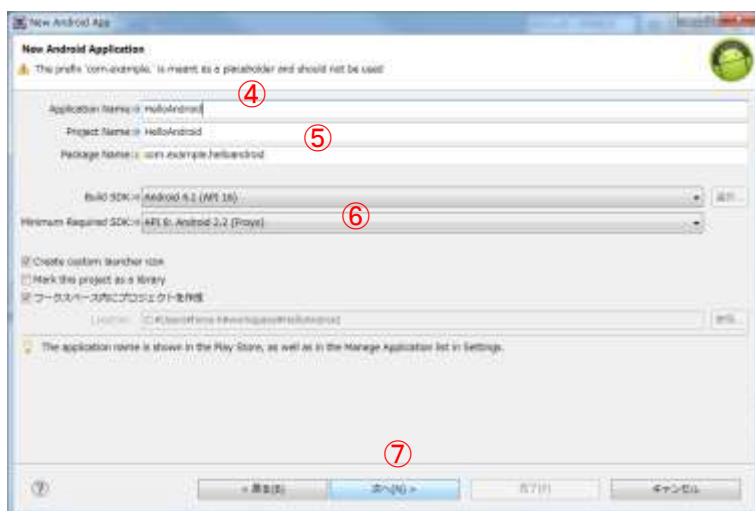 New Android App
New Android Application
The prefix 'com.example.' is meant as a placeholder and should not be used
④
Application Name: HelloAndroid
Project Name: HelloAndroid
⑤
Package Name: com.example.helloandroid
Build SDK: Android 4.1 (API 16)
Minimum Required SDK: API 8: Android 2.2 (Froyo)
⑥
Create custom launcher icon
Mark this project as a library
ワークスペース内にプロジェクトを作成
Location:
The application name is shown in the Play Store, as well as in the Manage Application list in Settings.
⑦
< 戻る(B)
次へ(N) >
完了(F)
キャンセル